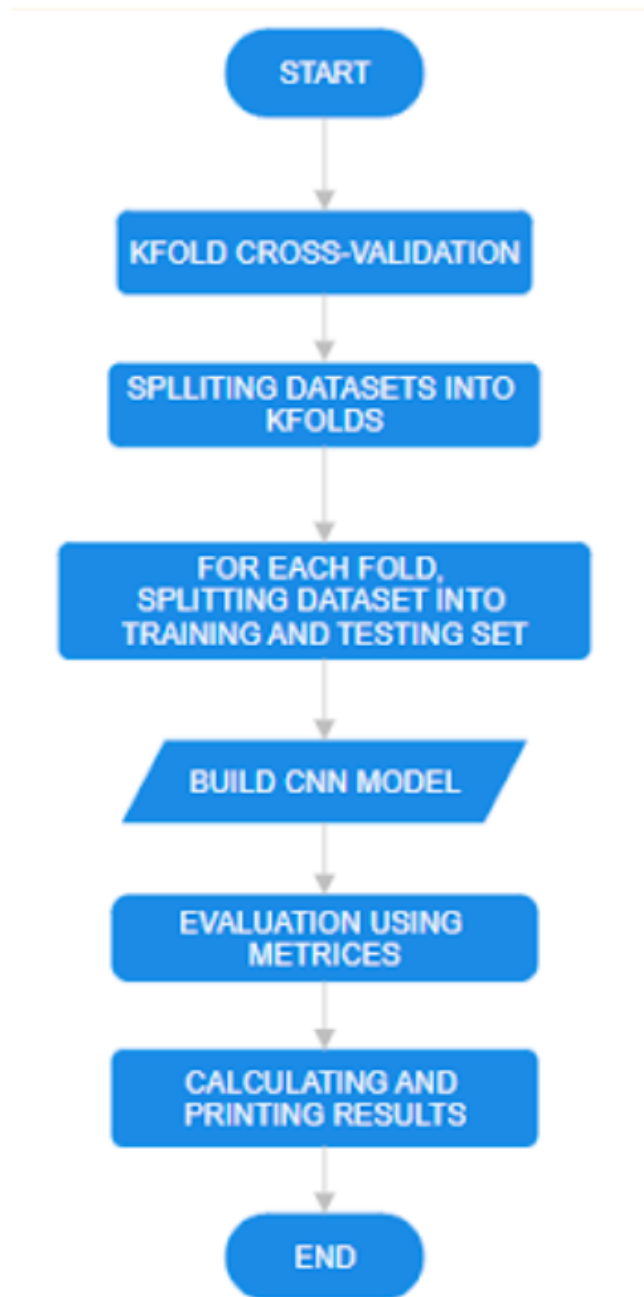 START
KFOLD CROSS-VALIDATION
SPLLITING DATASETS INTO
KFOLDS
FOR EACH FOLD,
SPLITTING DATASET INTO
TRAINING AND TESTING SET
BUILD CNN MODEL
EVALUATION USING
METRICES
CALCULATING AND
PRINTING RESULTS
END